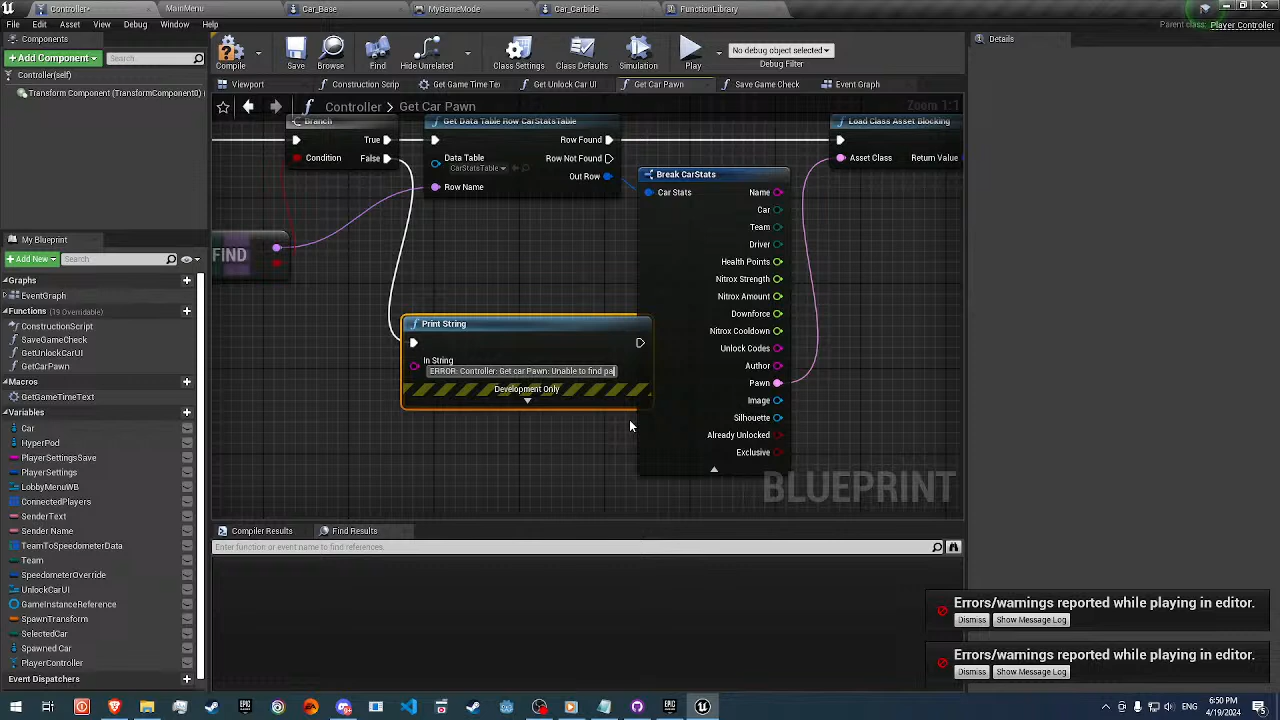 Controller•
MainMenu
Car_Base
MyGameMode
Car_Carbide
FunctionLibrary
File Edit Asset View Debug Window Help
Parent class: Player Controller
Components
Details
+ Add Component
Search
Compile
Save
Browse
Find
Hide Unrelated
Class Settings
Class Defaults
Simulation
Play
No debug object selected
Debug Filter
Controller(self)
Transform Component (TransformComponent0)
Viewport
Construction Scrip
Get Game Time Te
Get Unlock Car UI
Get Car Pawn
Save Game Check
Event Graph
Controller > Get Car Pawn
Zoom 1:1
Branch
True
Condition
False
Get Data Table Row CarStatsTable
Row Found
Data Table
CarStatsTable
Row Not Found
Out Row
Row Name
Load Class Asset Blocking
Asset Class
Return Value
FIND
Break CarStats
Car Stats
Name
Car
Team
Driver
Health Points
Nitrox Strength
Nitrox Amount
Downforce
Nitrox Cooldown
Unlock Codes
Author
Pawn
Image
Silhouette
Already Unlocked
Exclusive
Print String
In String
ERROR: Controller: Get car Pawn: Unable to find pa
Development Only
BLUEPRINT
My Blueprint
+ Add New
Search
Graphs
EventGraph
Functions (19 Overridable)
ConstructionScript
SaveGameCheck
GetUnlockCarUI
GetCarPawn
Macros
GetGameTimeText
Variables
Car
HyperPod
PlayerSettingsSave
PlayerSettings
LobbyMenuWB
ConnectedPlayers
SenderText
Sender Name
TeamToSpeedometerData
Team
SpeedometerOverride
UnlockCarUI
GameInstanceReference
SpawnTransform
SelectedCar
Spawned Car
PlayerController
Event Dispatchers
Compiler Results
Find Results
Enter function or event name to find references.
Errors/warnings reported while playing in editor.
Dismiss
Show Message Log
Errors/warnings reported while playing in editor.
Dismiss
Show Message Log
6:50 PM
4/19/2024